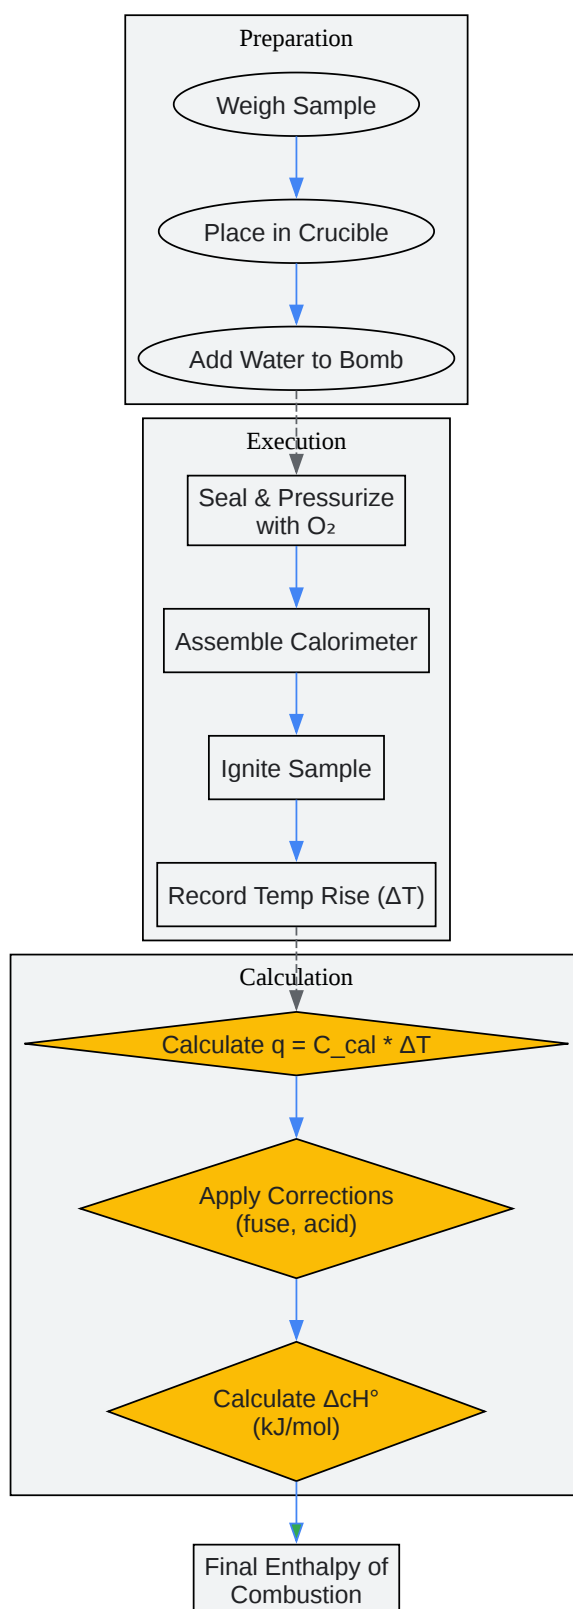 Preparation
Weigh Sample
Place in Crucible
Add Water to Bomb
Execution
Seal & Pressurize
with O₂
Assemble Calorimeter
Ignite Sample
Record Temp Rise (ΔT)
Calculation
Calculate q = C_cal * ΔT
Apply Corrections
(fuse, acid)
Calculate ΔcH°
(kJ/mol)
Final Enthalpy of
Combustion